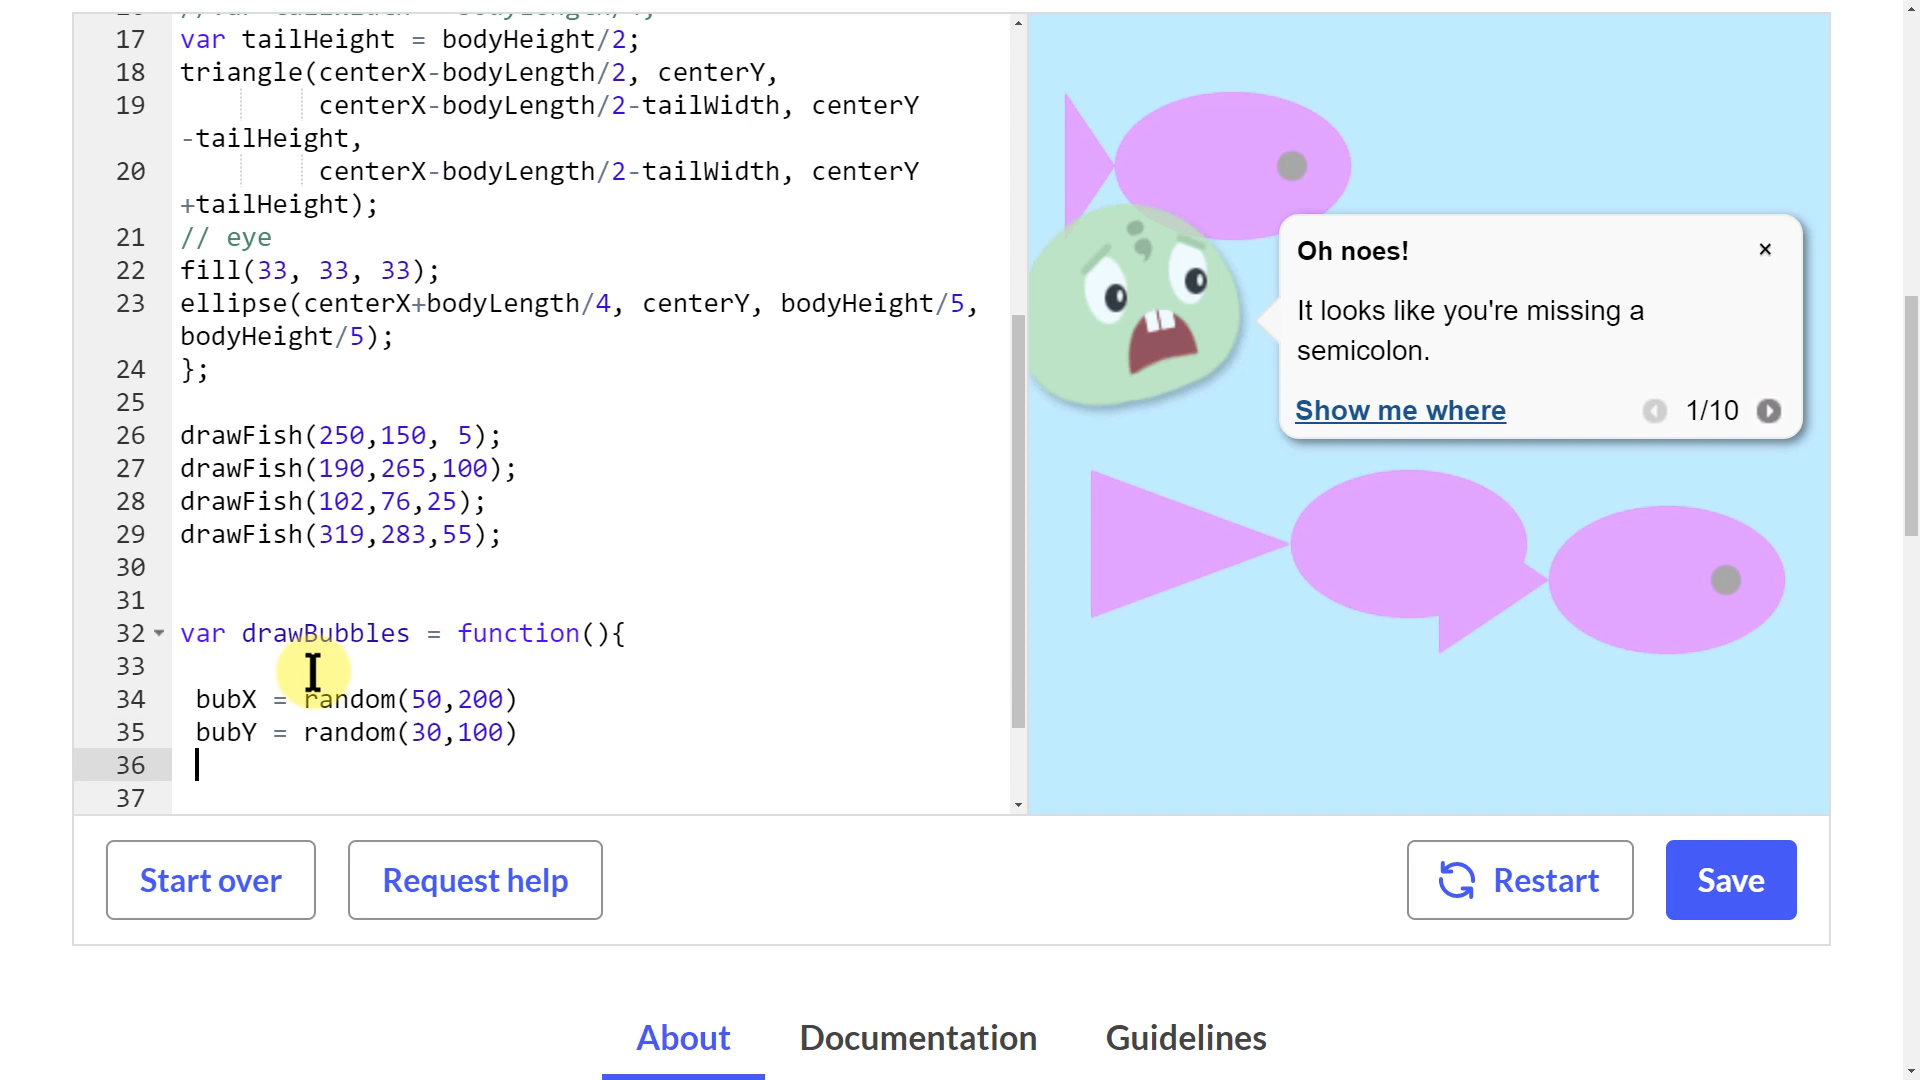 17 var tailHeight = bodyHeight/2;
18 triangle(centerX-bodyLength/2, centerY,
19 centerX-bodyLength/2-tailWidth, centerY
-tailHeight,
20 centerX-bodyLength/2-tailWidth, centerY
+tailHeight);
21 // eye
22 fill(33, 33, 33);
23 ellipse(centerX+bodyLength/4, centerY, bodyHeight/5,
bodyHeight/5);
24 };
25
26 drawFish(250,150, 5);
27 drawFish(190,265,100);
28 drawFish(102,76,25);
29 drawFish(319,283,55);
30
31
32 var drawBubbles = function(){
33
34 bubX = random(50,200)
35 bubY = random(30,100)
36
37
Oh noes!
×
It looks like you're missing a
semicolon.
Show me where
1/10
Start over
Request help
Restart
Save
About
Documentation
Guidelines